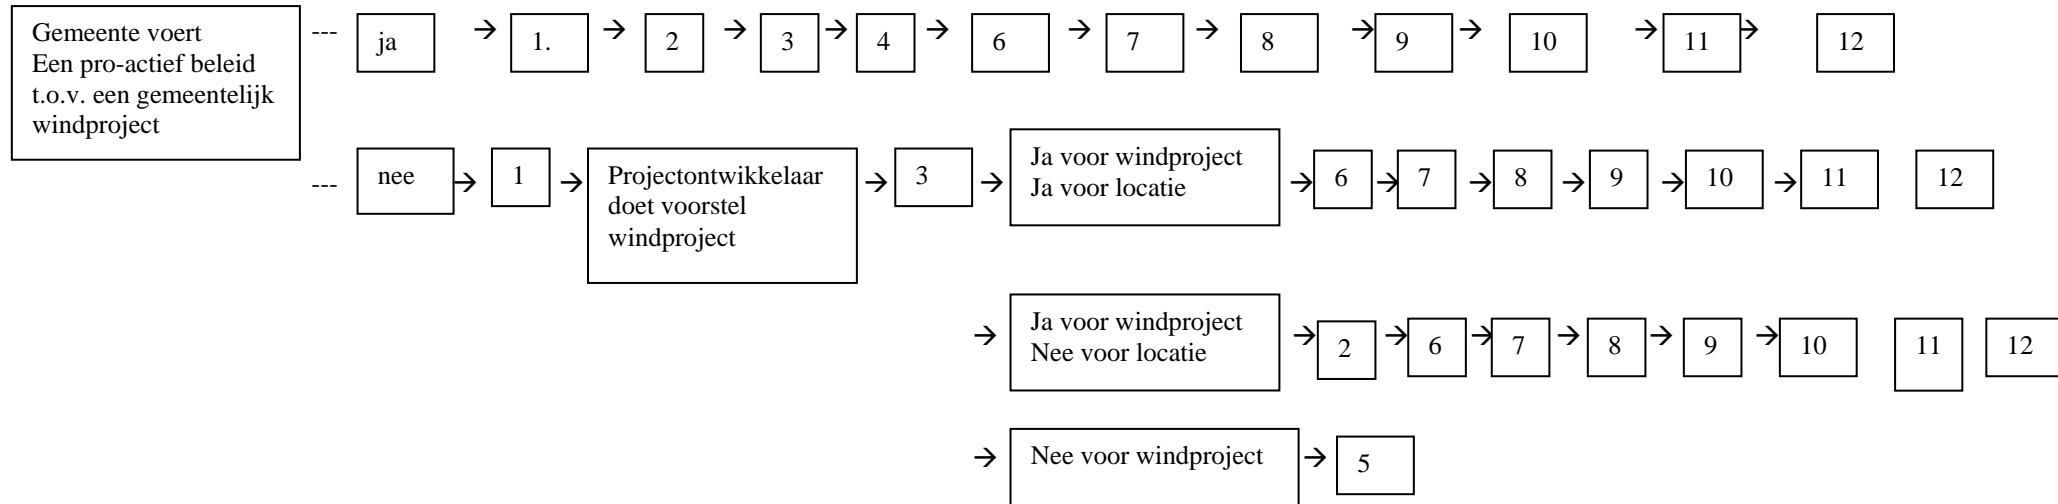 Gemeente voert
Een pro-actief beleid
t.o.v. een gemeentelijk
windproject
--- ja → 1. → 2 → 3 → 4 → 6 → 7 → 8 → 9 → 10 → 11 → 12
--- nee → 1 → Projectontwikkelaar
doet voorstel
windproject
→ 3 → Ja voor windproject
Ja voor locatie
→ 6 → 7 → 8 → 9 → 10 → 11 12
→ Ja voor windproject
Nee voor locatie
→ 2 → 6 → 7 → 8 → 9 → 10 11 12
→ Nee voor windproject → 5